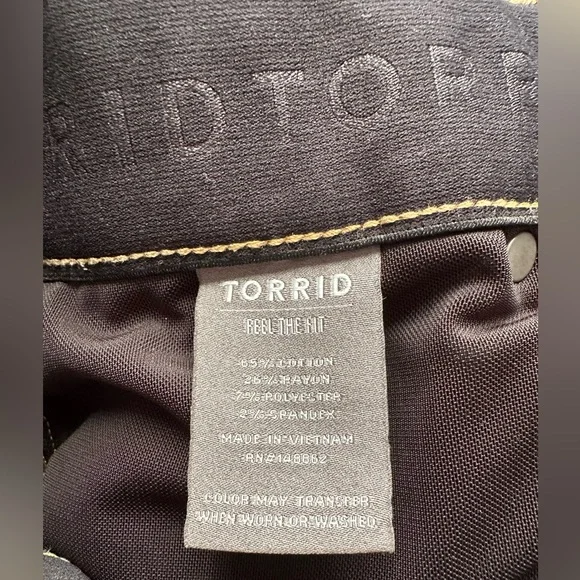 RIDTORR
TORRID
FEEL THE FIT
65% COTTON
26% RAYON
7% POLYESTER
2% SPANDEX
MADE IN VIETNAM
RN#148862
COLOR MAY TRANSFER
WHEN WORN OR WASHED